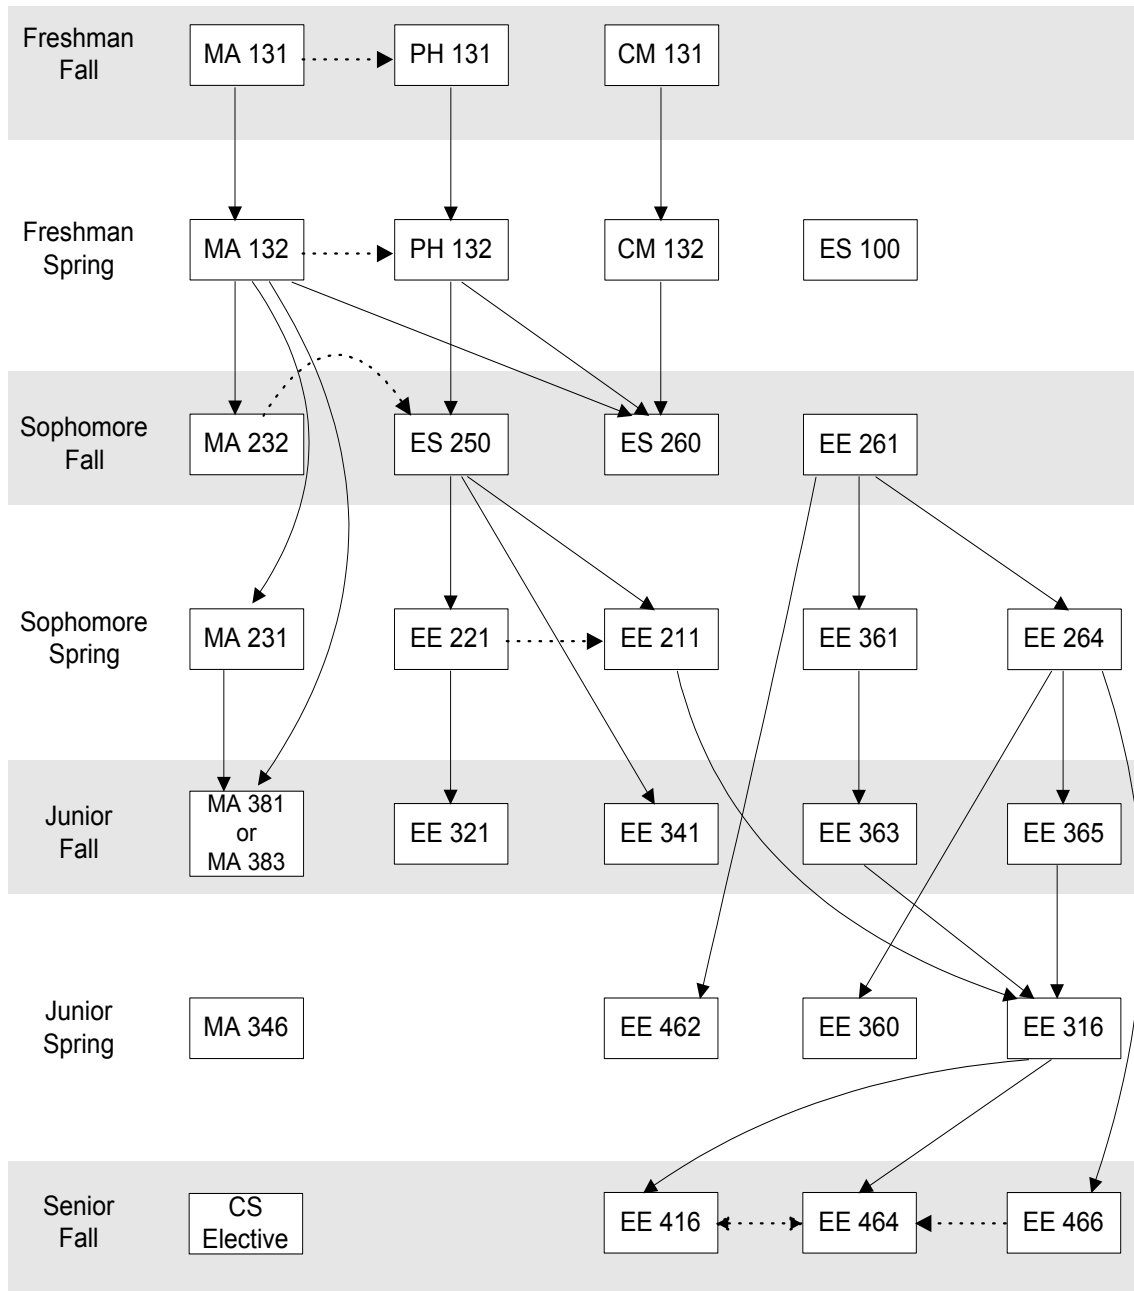 Freshman
Fall
MA 131
PH 131
CM 131
Freshman
Spring
MA 132
PH 132
CM 132
ES 100
Sophomore
Fall
MA 232
ES 250
ES 260
EE 261
Sophomore
Spring
MA 231
EE 221
EE 211
EE 361
EE 264
Junior
Fall
MA 381
or
MA 383
EE 321
EE 341
EE 363
EE 365
Junior
Spring
MA 346
EE 462
EE 360
EE 316
Senior
Fall
CS
Elective
EE 416
EE 464
EE 466